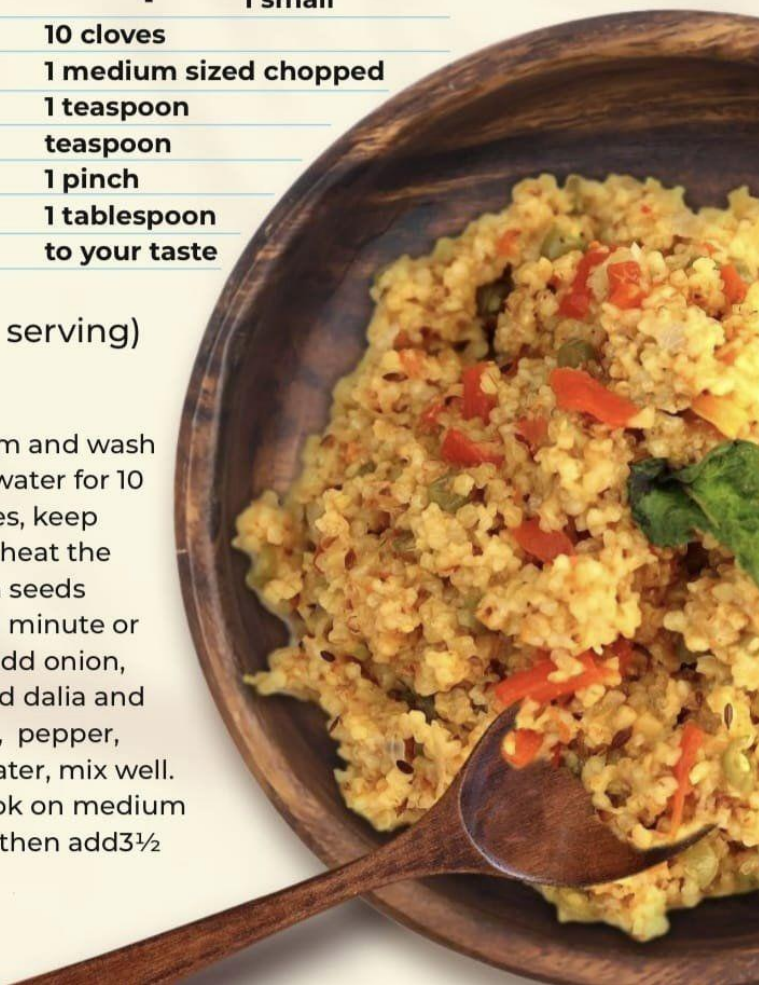 1 small
10 cloves
1 medium sized chopped
1 teaspoon
teaspoon
1 pinch
1 tablespoon
to your taste
serving)
m and wash
water for 10
es, keep
heat the
seeds
minute or
dd onion,
d dalia and
, pepper,
ater, mix well.
ok on medium
then add3½